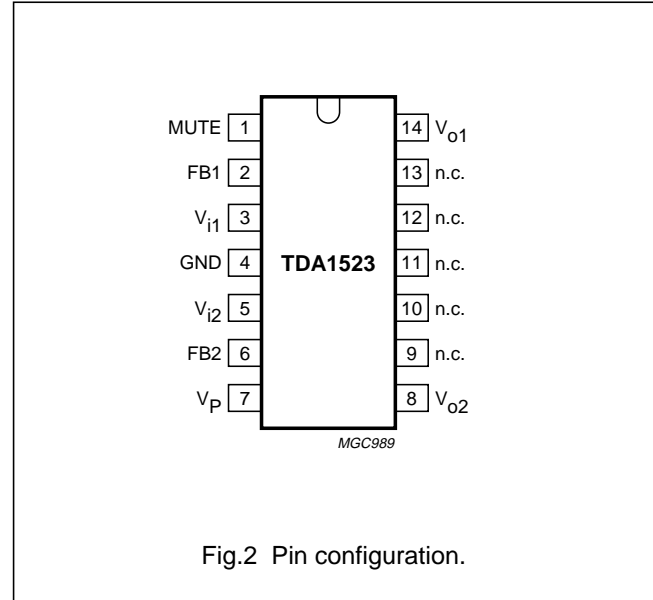 MUTE 1 14 Vo1
FB1 2 13 n.c.
Vi1 3 12 n.c.
GND 4 TDA1523 11 n.c.
Vi2 5 10 n.c.
FB2 6 9 n.c.
VP 7 8 Vo2
MGC989
Fig.2 Pin configuration.